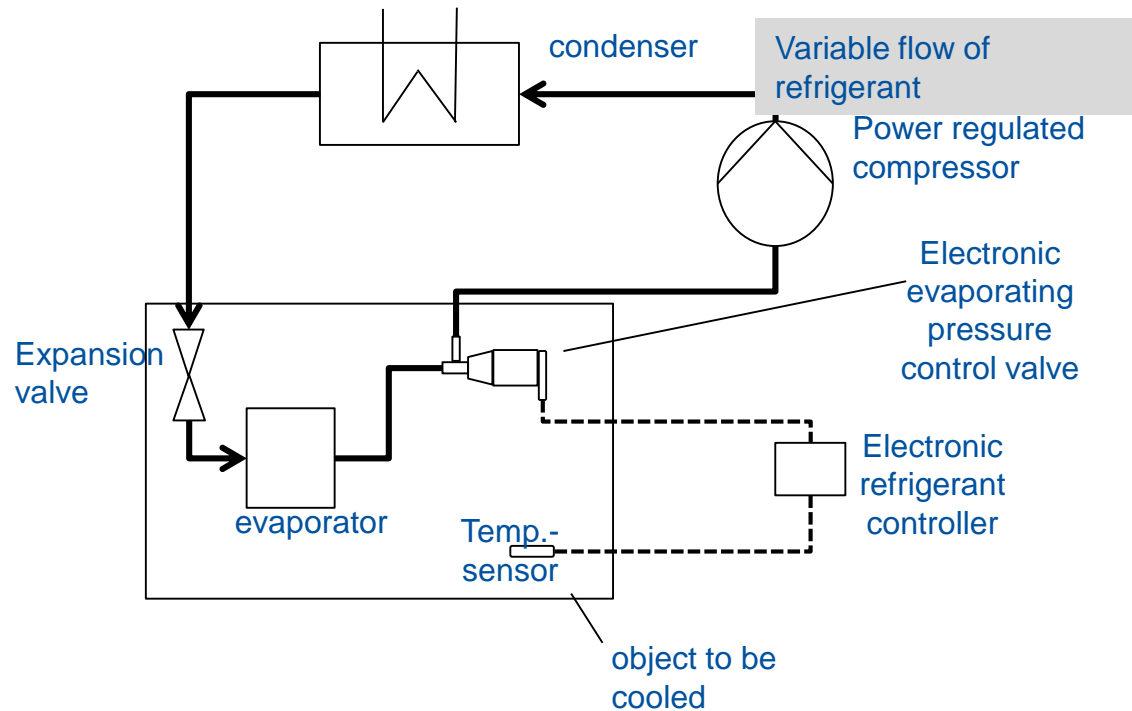 condenser
Variable flow of
refrigerant
Power regulated
compressor
Electronic
evaporating
pressure
control valve
Expansion
valve
Electronic
refrigerant
controller
evaporator
Temp.-
sensor
object to be
cooled